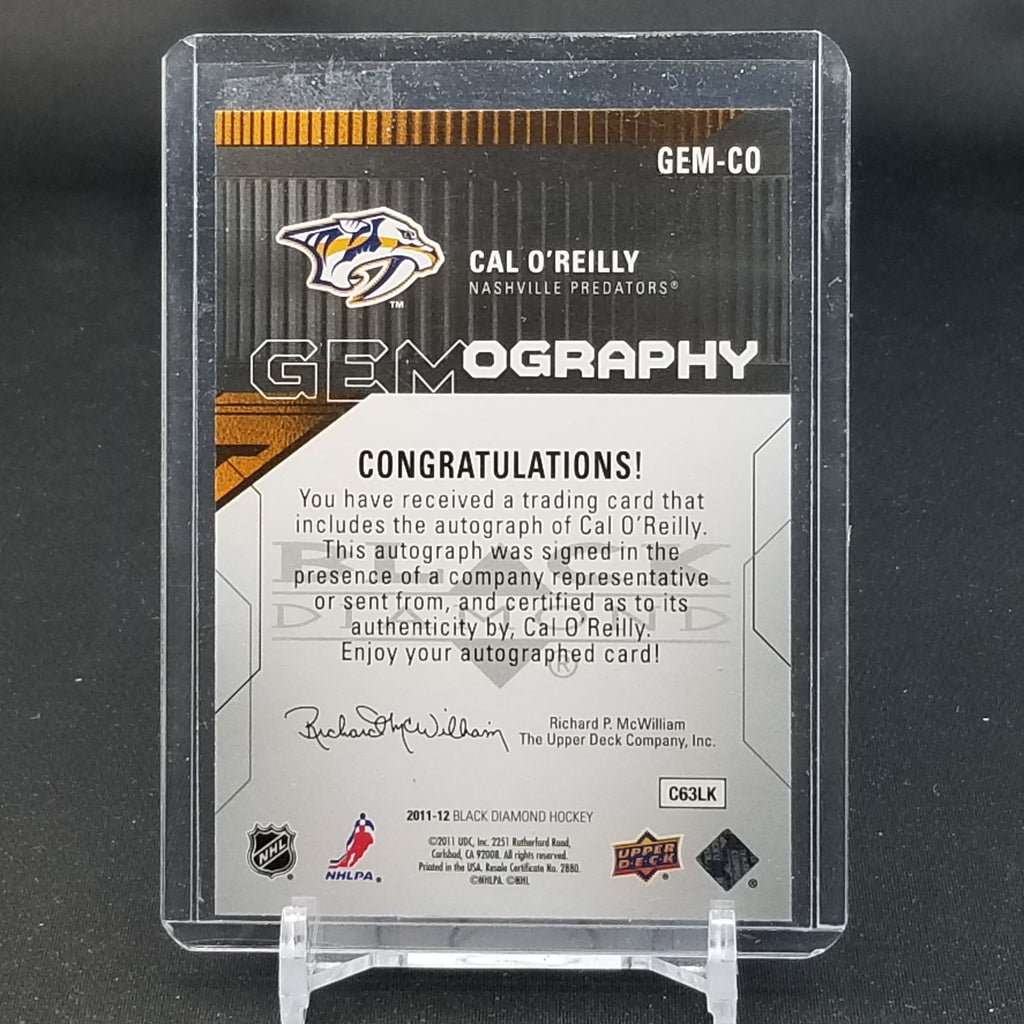 GEM-CO
CAL O'REILLY
NASHVILLE PREDATORS®
TM
GEMOGRAPHY
CONGRATULATIONS!
You have received a trading card that
includes the autograph of Cal O'Reilly.
This autograph was signed in the
presence of a company representative
or sent from, and certified as to its
authenticity by, Cal O'Reilly.
Enjoy your autographed card!
BLACK
DIAMOND
®
Richard McWilliam
Richard P. McWilliam
The Upper Deck Company, Inc.
C63LK
2011-12 BLACK DIAMOND HOCKEY
©2011 UDC, Inc. 2251 Rutherford Road,
Carlsbad, CA 92008. All rights reserved.
Printed in the USA. Resale Certificate No. 2880.
©NHLPA. ©NHL
NHL ®
NHLPA ®
UPPER
DECK ®
®